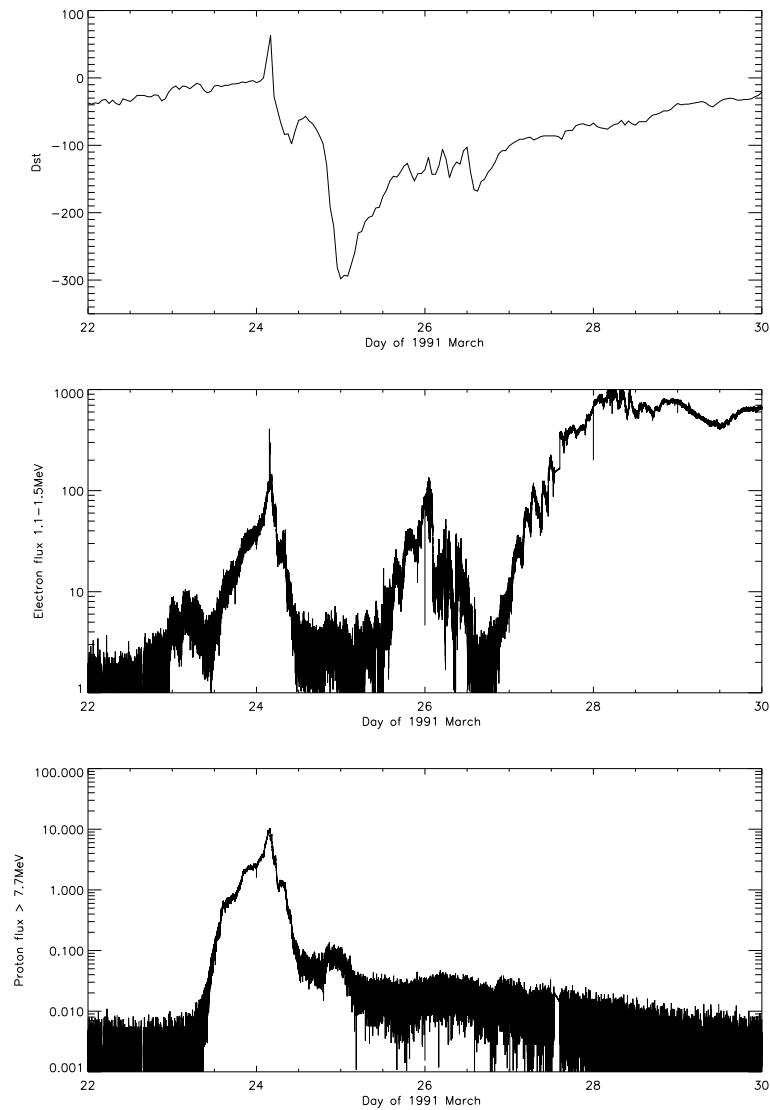 100
0
-100
-200
-300
Dst
22 24 26 28 30
Day of 1991 March
1000
100
10
1
Electron flux 1.1-1.5MeV
22 24 26 28 30
Day of 1991 March
100.000
10.000
1.000
0.100
0.010
0.001
Proton flux > 7.7MeV
22 24 26 28 30
Day of 1991 March